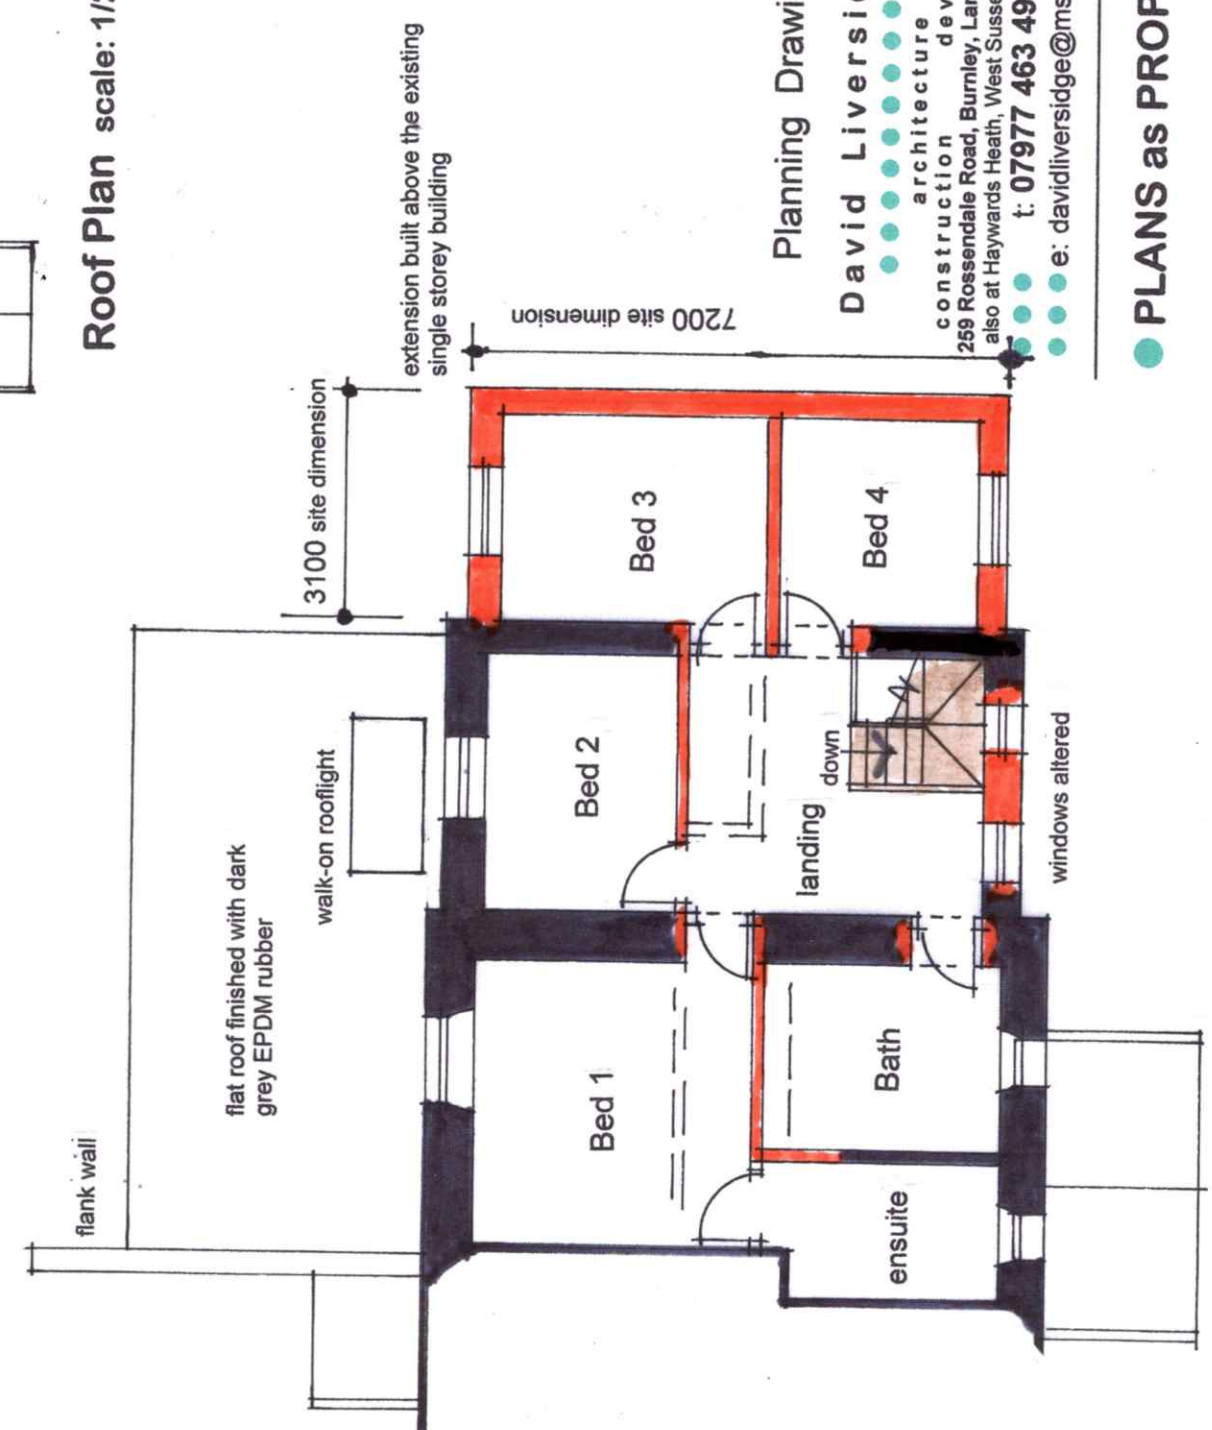 Roof Plan scale: 1/
extension built above the existing
single storey building
3100 site dimension
7200 site dimension
flank wall
flat roof finished with dark
grey EPDM rubber
walk-on rooflight
Bed 1
Bed 2
Bed 3
Bed 4
landing
down
Bath
ensuite
windows altered
Planning Drawi
David Liversi
architecture
construction dev
259 Rossendale Road, Burnley, Lan
also at Haywards Heath, West Susse
t: 07977 463 49
e: davidliversidge@ms
PLANS as PROP